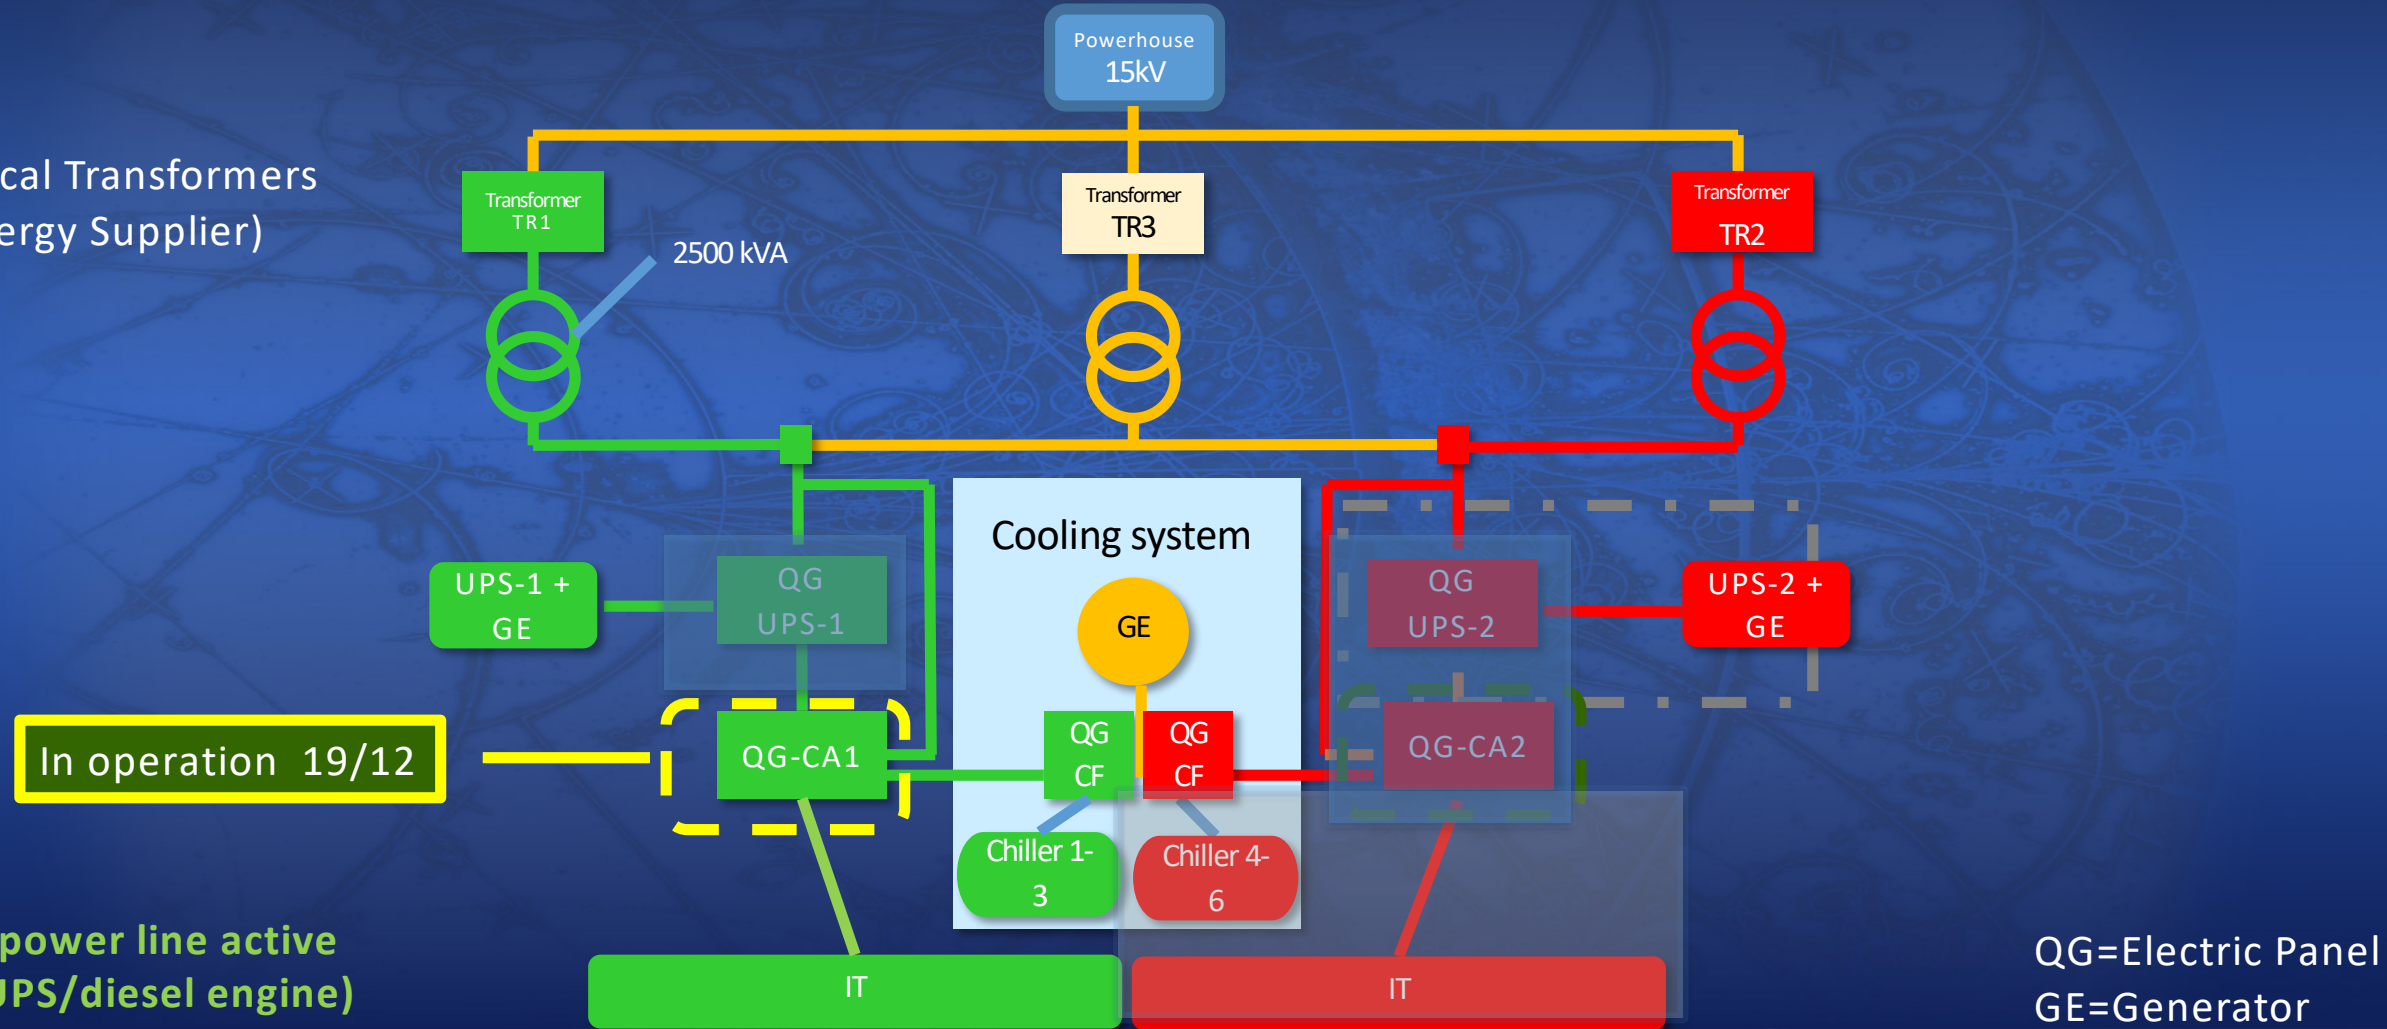 Powerhouse
15kV
cal Transformers
ergy Supplier)
Transformer
TR1
2500 kVA
Transformer
TR3
Transformer
TR2
Cooling system
UPS-1 +
GE
QG
UPS-1
GE
QG
UPS-2
UPS-2 +
GE
In operation 19/12
QG-CA1
QG
CF
QG
CF
QG-CA2
Chiller 1-
3
Chiller 4-
6
power line active
UPS/diesel engine)
IT
IT
QG=Electric Panel
GE=Generator